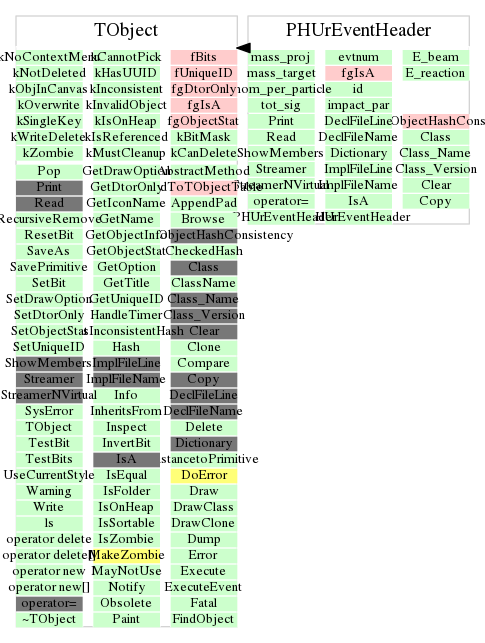 TObject
kNoContextMenu kCannotPick fBits
kNotDeleted kHasUUID fUniqueID
kObjInCanvas kInconsistent fgDtorOnly
kOverwrite kInvalidObject fgIsA
kSingleKey kIsOnHeap fgObjectStat
kWriteDelete kIsReferenced kBitMask
kZombie kMustCleanup kCanDelete
Pop GetDrawOption AbstractMethod
Print GetDtorOnly
Read GetIconName AppendPad
RecursiveRemove GetName Browse
ResetBit GetObjectInfo ObjectHashConsistency
SaveAs GetObjectStat CheckedHash
SavePrimitive GetOption Class
SetBit GetTitle ClassName
SetDrawOption GetUniqueID Class_Name
SetDtorOnly HandleTimer Class_Version
SetObjectStat Clear
SetUniqueID Hash Clone
ShowMembers ImplFileLine Compare
Streamer ImplFileName Copy
StreamerNVirtual Info DeclFileLine
SysError InheritsFrom DeclFileName
TObject Inspect Delete
TestBit InvertBit Dictionary
TestBits IsA
UseCurrentStyle IsEqual DoError
Warning IsFolder Draw
Write IsOnHeap DrawClass
ls IsSortable DrawClone
operator delete IsZombie Dump
operator delete[] MakeZombie Error
operator new MayNotUse Execute
operator new[] Notify ExecuteEvent
operator= Obsolete Fatal
~TObject Paint FindObject
PHUrEventHeader
mass_proj evtnum E_beam
mass_target fgIsA E_reaction
id
tot_sig impact_par
Print DeclFileLine
Read DeclFileName Class
ShowMembers Dictionary Class_Name
Streamer ImplFileLine Class_Version
StreamerNVirtual ImplFileName Clear
operator= IsA Copy
PHUrEventHeader